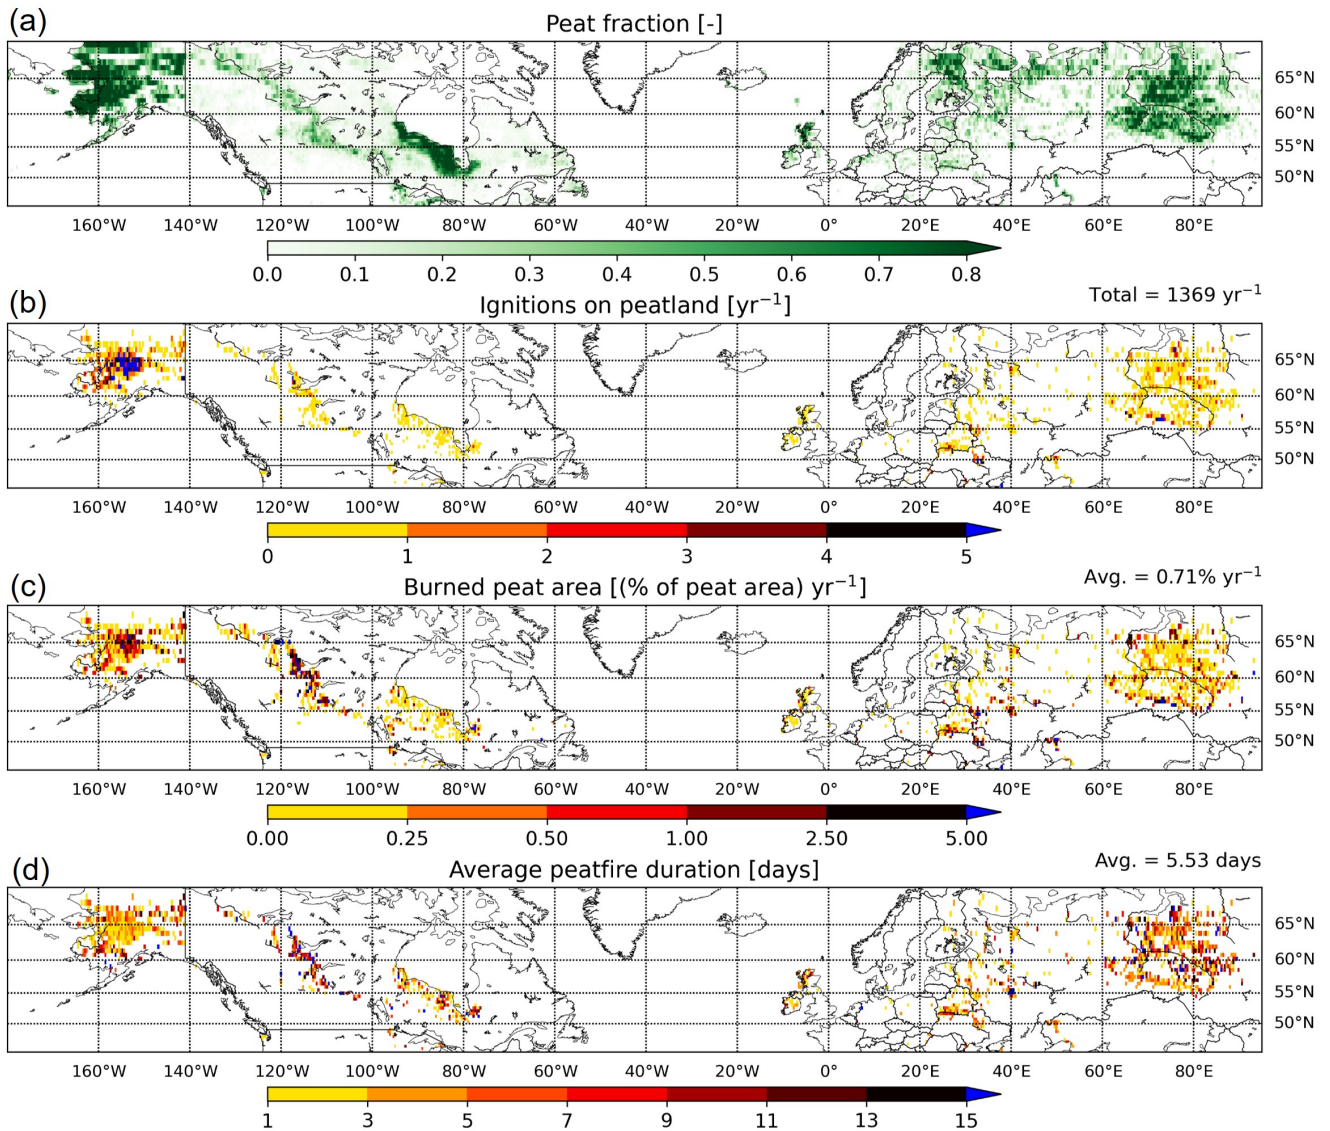 (a)
Peat fraction [-]
65°N
60°N
55°N
50°N
160°W 140°W 120°W 100°W 80°W 60°W 40°W 20°W 0° 20°E 40°E 60°E 80°E
0.0 0.1 0.2 0.3 0.4 0.5 0.6 0.7 0.8
(b)
Ignitions on peatland [yr⁻¹]
Total = 1369 yr⁻¹
65°N
60°N
55°N
50°N
160°W 140°W 120°W 100°W 80°W 60°W 40°W 20°W 0° 20°E 40°E 60°E 80°E
0 1 2 3 4 5
(c)
Burned peat area [(% of peat area) yr⁻¹]
Avg. = 0.71% yr⁻¹
65°N
60°N
55°N
50°N
160°W 140°W 120°W 100°W 80°W 60°W 40°W 20°W 0° 20°E 40°E 60°E 80°E
0.00 0.25 0.50 1.00 2.50 5.00
(d)
Average peatfire duration [days]
Avg. = 5.53 days
65°N
60°N
55°N
50°N
160°W 140°W 120°W 100°W 80°W 60°W 40°W 20°W 0° 20°E 40°E 60°E 80°E
1 3 5 7 9 11 13 15